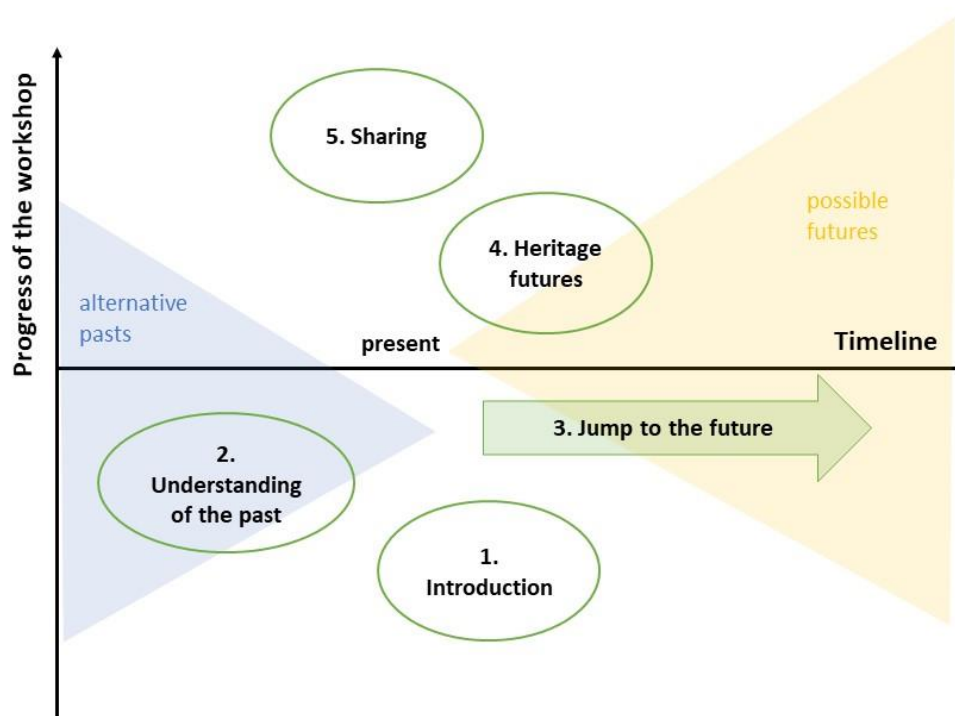 Progress of the workshop
5. Sharing
possible
futures
4. Heritage
futures
alternative
pasts
present
Timeline
3. Jump to the future
2.
Understanding
of the past
1.
Introduction